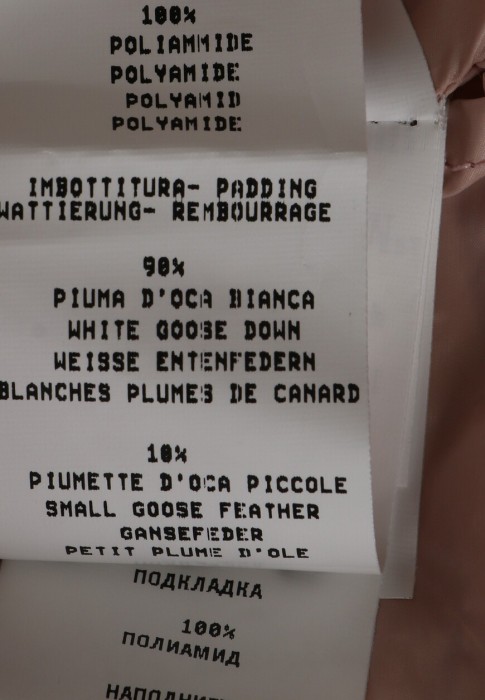 100%
POLIAMMIDE
POLYAMIDE
POLYAMID
POLYAMIDE
IMBOTTITURA- PADDING
WATTIERUNG- REMBOURRAGE
90%
PIUMA D'OCA BIANCA
WHITE GOOSE DOWN
WEISSE ENTENFEDERN
BLANCHES PLUMES DE CANARD
10%
PIUMETTE D'OCA PICCOLE
SMALL GOOSE FEATHER
GANSEFEDER
PETIT PLUME D'OLE
ПОДКЛАДКА
100%
ПОЛИАМИД